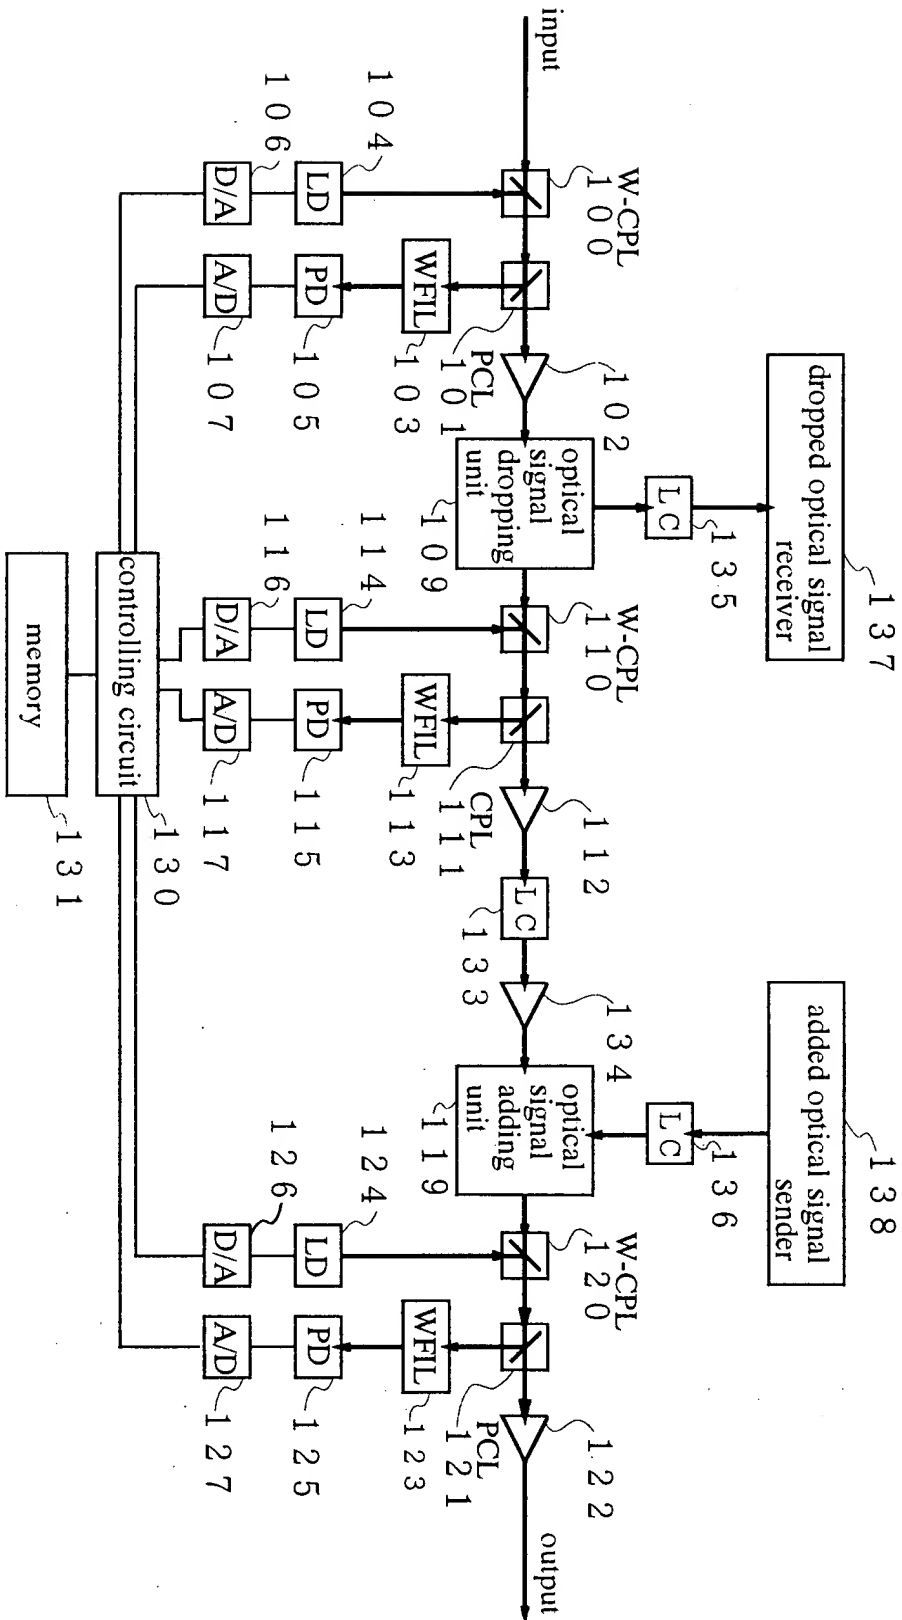 dropped optical signal
receiver
137
added optical signal
sender
138
LC
135
LC
136
input
W-CPL
100
102
optical
signal
dropping
unit
109
W-CPL
110
112
LC
133
134
optical
signal
adding
unit
119
W-CPL
120
122
output
PCL
101
CPL
111
PCL
121
WFIL
103
WFIL
113
WFIL
123
104
LD
PD
105
114
LD
PD
115
124
LD
PD
125
106
D/A
A/D
107
116
D/A
A/D
117
126
D/A
A/D
127
controlling circuit
130
memory
131